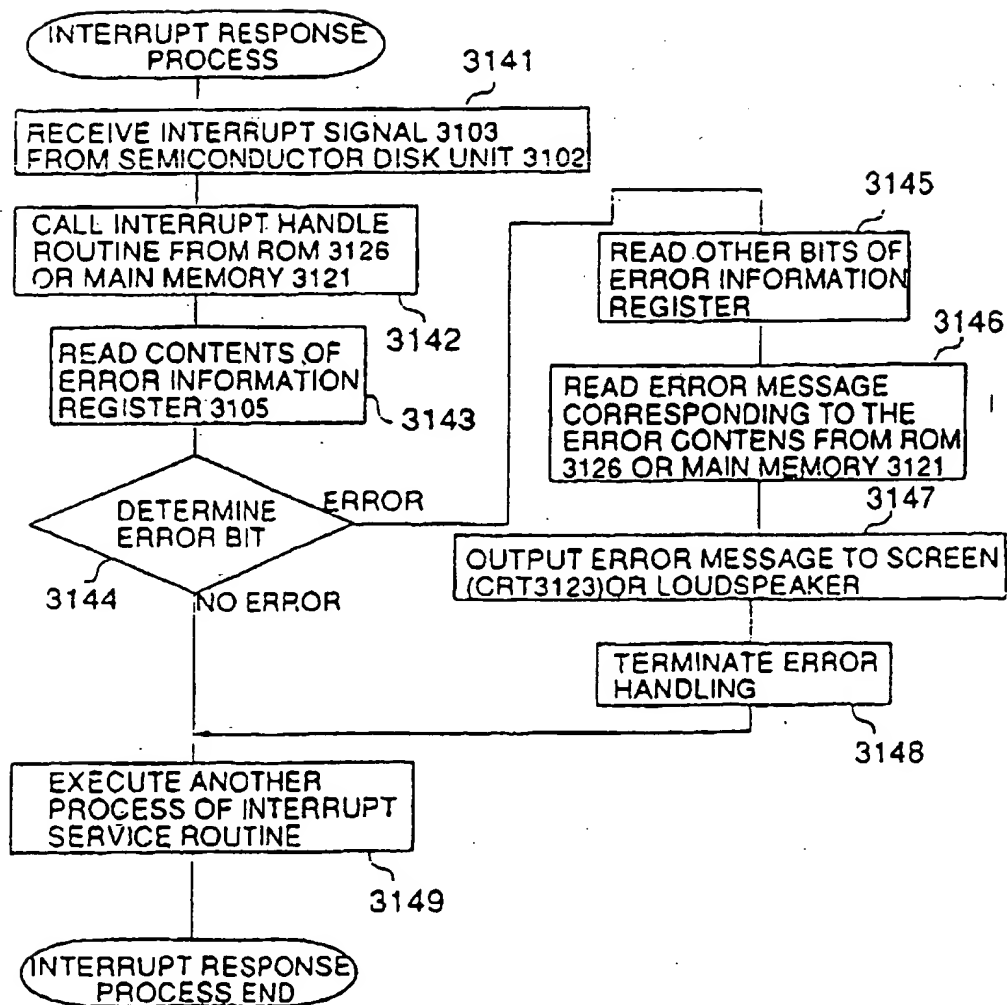 INTERRUPT RESPONSE
PROCESS
3141
RECEIVE INTERRUPT SIGNAL 3103
FROM SEMICONDUCTOR DISK UNIT 3102
CALL INTERRUPT HANDLE
ROUTINE FROM ROM 3126
OR MAIN MEMORY 3121
3142
READ CONTENTS OF
ERROR INFORMATION
REGISTER 3105
3143
DETERMINE
ERROR BIT
ERROR
3144
NO ERROR
3145
READ OTHER BITS OF
ERROR INFORMATION
REGISTER
3146
READ ERROR MESSAGE
CORRESPONDING TO THE
ERROR CONTENS FROM ROM
3126 OR MAIN MEMORY 3121
3147
OUTPUT ERROR MESSAGE TO SCREEN
(CRT3123)OR LOUDSPEAKER
TERMINATE ERROR
HANDLING
3148
EXECUTE ANOTHER
PROCESS OF INTERRUPT
SERVICE ROUTINE
3149
INTERRUPT RESPONSE
PROCESS END